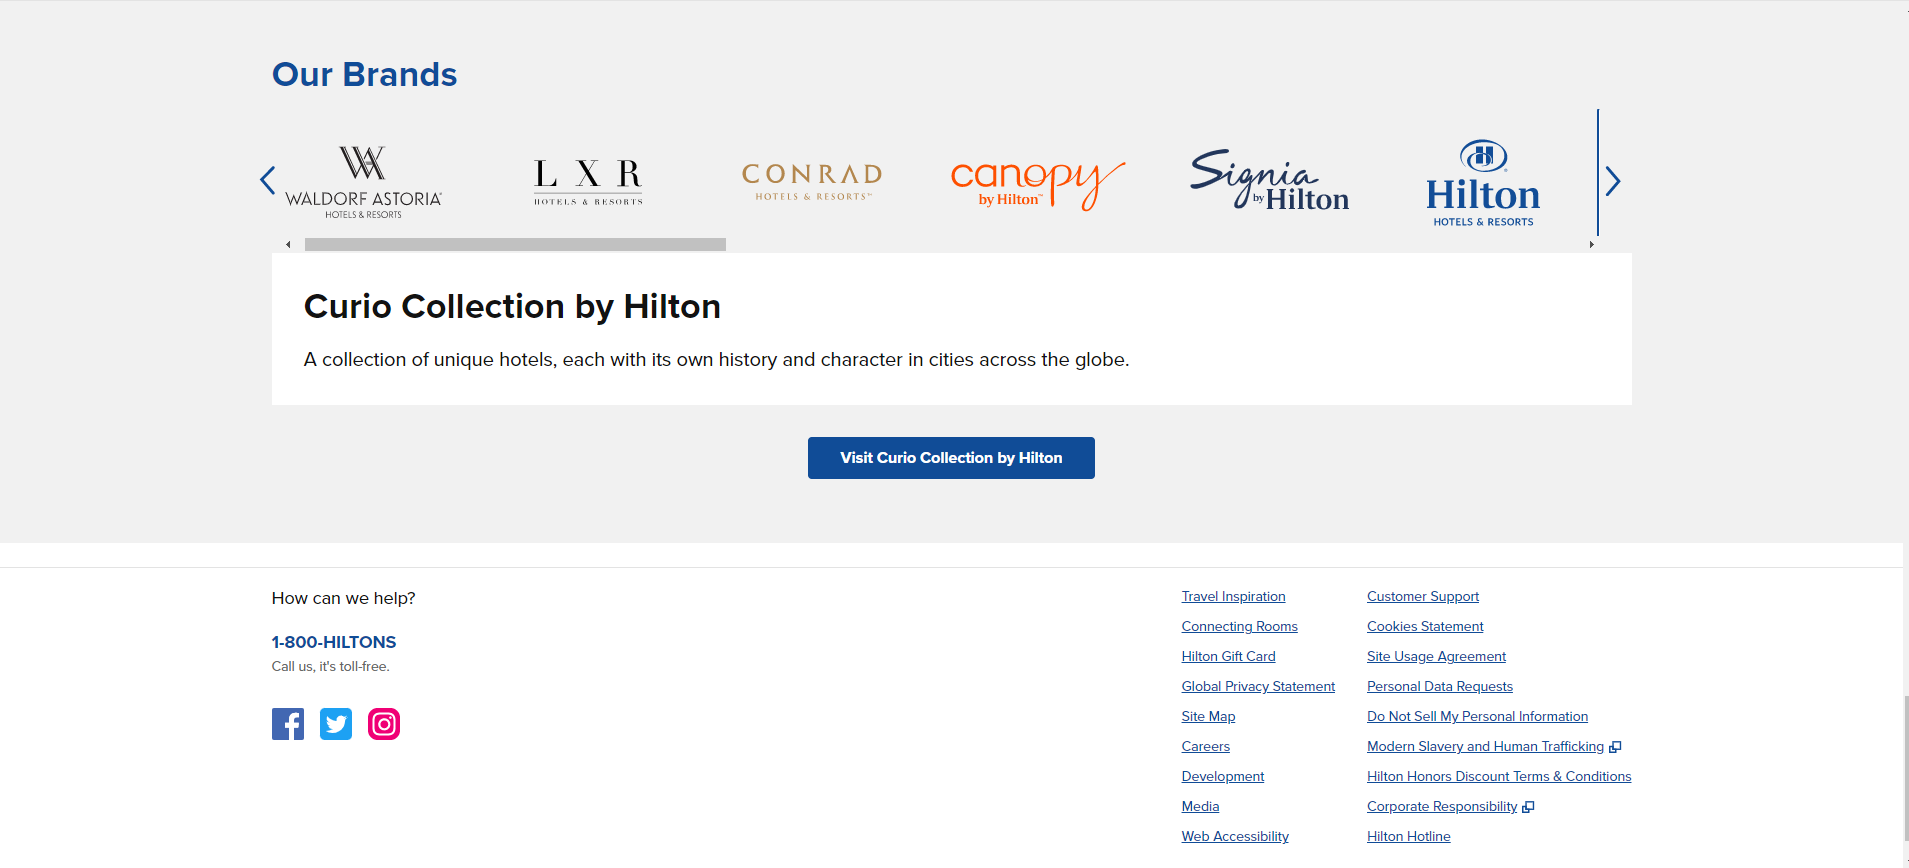 Our Brands
WALDORF ASTORIA®
HOTELS & RESORTS
LXR
HOTELS & RESORTS
CONRAD
HOTELS & RESORTS™
canopy
by Hilton™
Signia
by Hilton
Hilton
HOTELS & RESORTS
Curio Collection by Hilton
A collection of unique hotels, each with its own history and character in cities across the globe.
Visit Curio Collection by Hilton
How can we help?
1-800-HILTONS
Call us, it's toll-free.
Travel Inspiration
Connecting Rooms
Hilton Gift Card
Global Privacy Statement
Site Map
Careers
Development
Media
Web Accessibility
Customer Support
Cookies Statement
Site Usage Agreement
Personal Data Requests
Do Not Sell My Personal Information
Modern Slavery and Human Trafficking
Hilton Honors Discount Terms & Conditions
Corporate Responsibility
Hilton Hotline